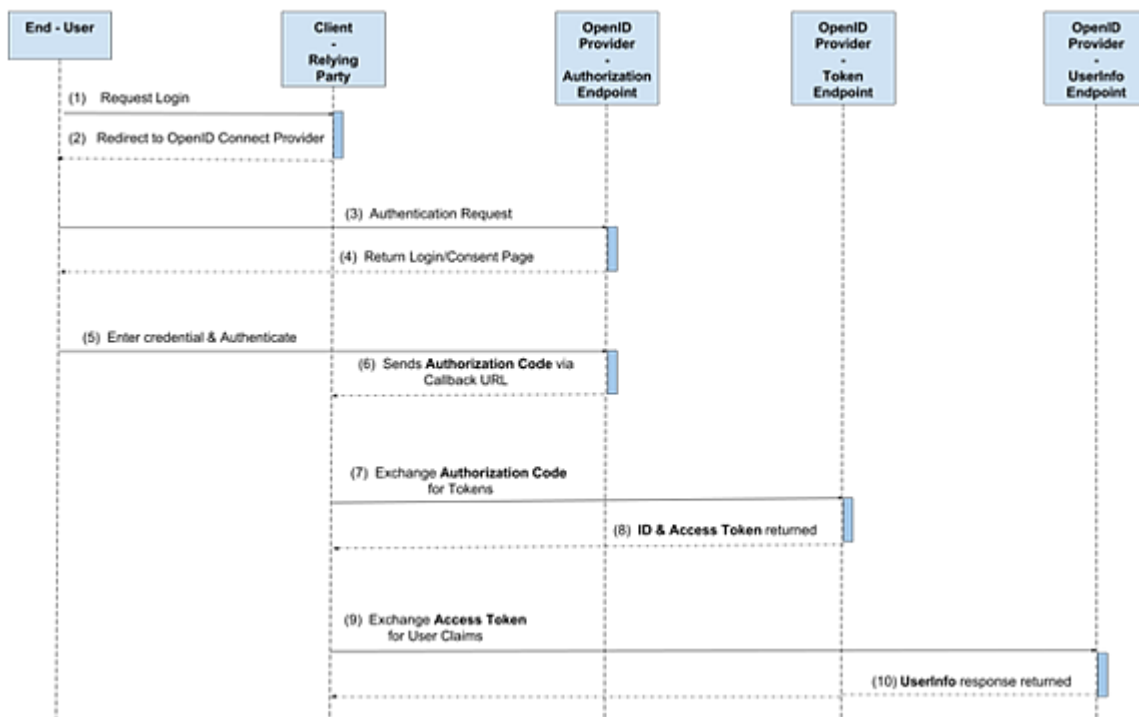 End - User
Client
-
Relying
Party
OpenID
Provider
-
Authorization
Endpoint
OpenID
Provider
-
Token
Endpoint
OpenID
Provider
-
UserInfo
Endpoint
(1) Request Login
(2) Redirect to OpenID Connect Provider
(3) Authentication Request
(4) Return Login/Consent Page
(5) Enter credential & Authenticate
(6) Sends Authorization Code via
Callback URL
(7) Exchange Authorization Code
for Tokens
(8) ID & Access Token returned
(9) Exchange Access Token
for User Claims
(10) UserInfo response returned